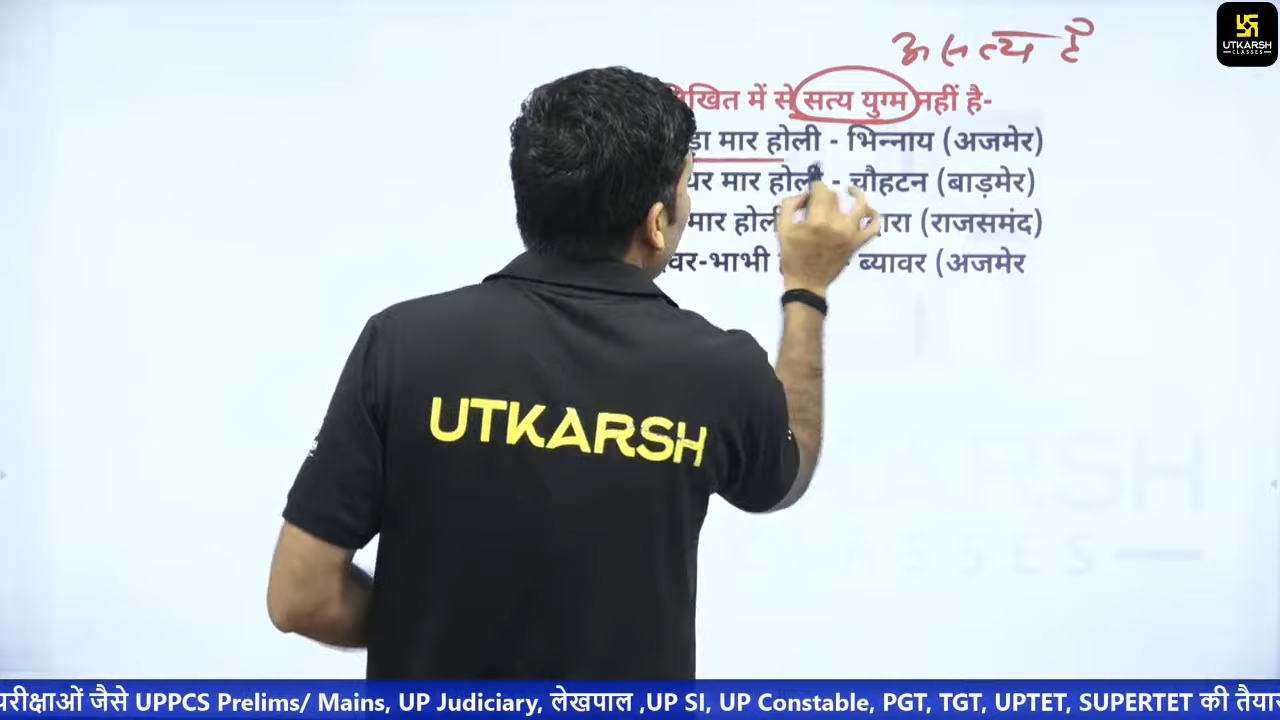 UTKARSH
CLASSES
असत्य है
में से सत्य युग्म नहीं है-
मार होली - भिन्नाय (अजमेर)
मार होली - चौहटन (बाड़मेर)
मार होली (राजसमंद)
भाभी - ब्यावर (अजमेर
UTKARSH
परीक्षाओं जैसे UPPCS Prelims/ Mains, UP Judiciary, लेखपाल ,UP SI, UP Constable, PGT, TGT, UPTET, SUPERTET की